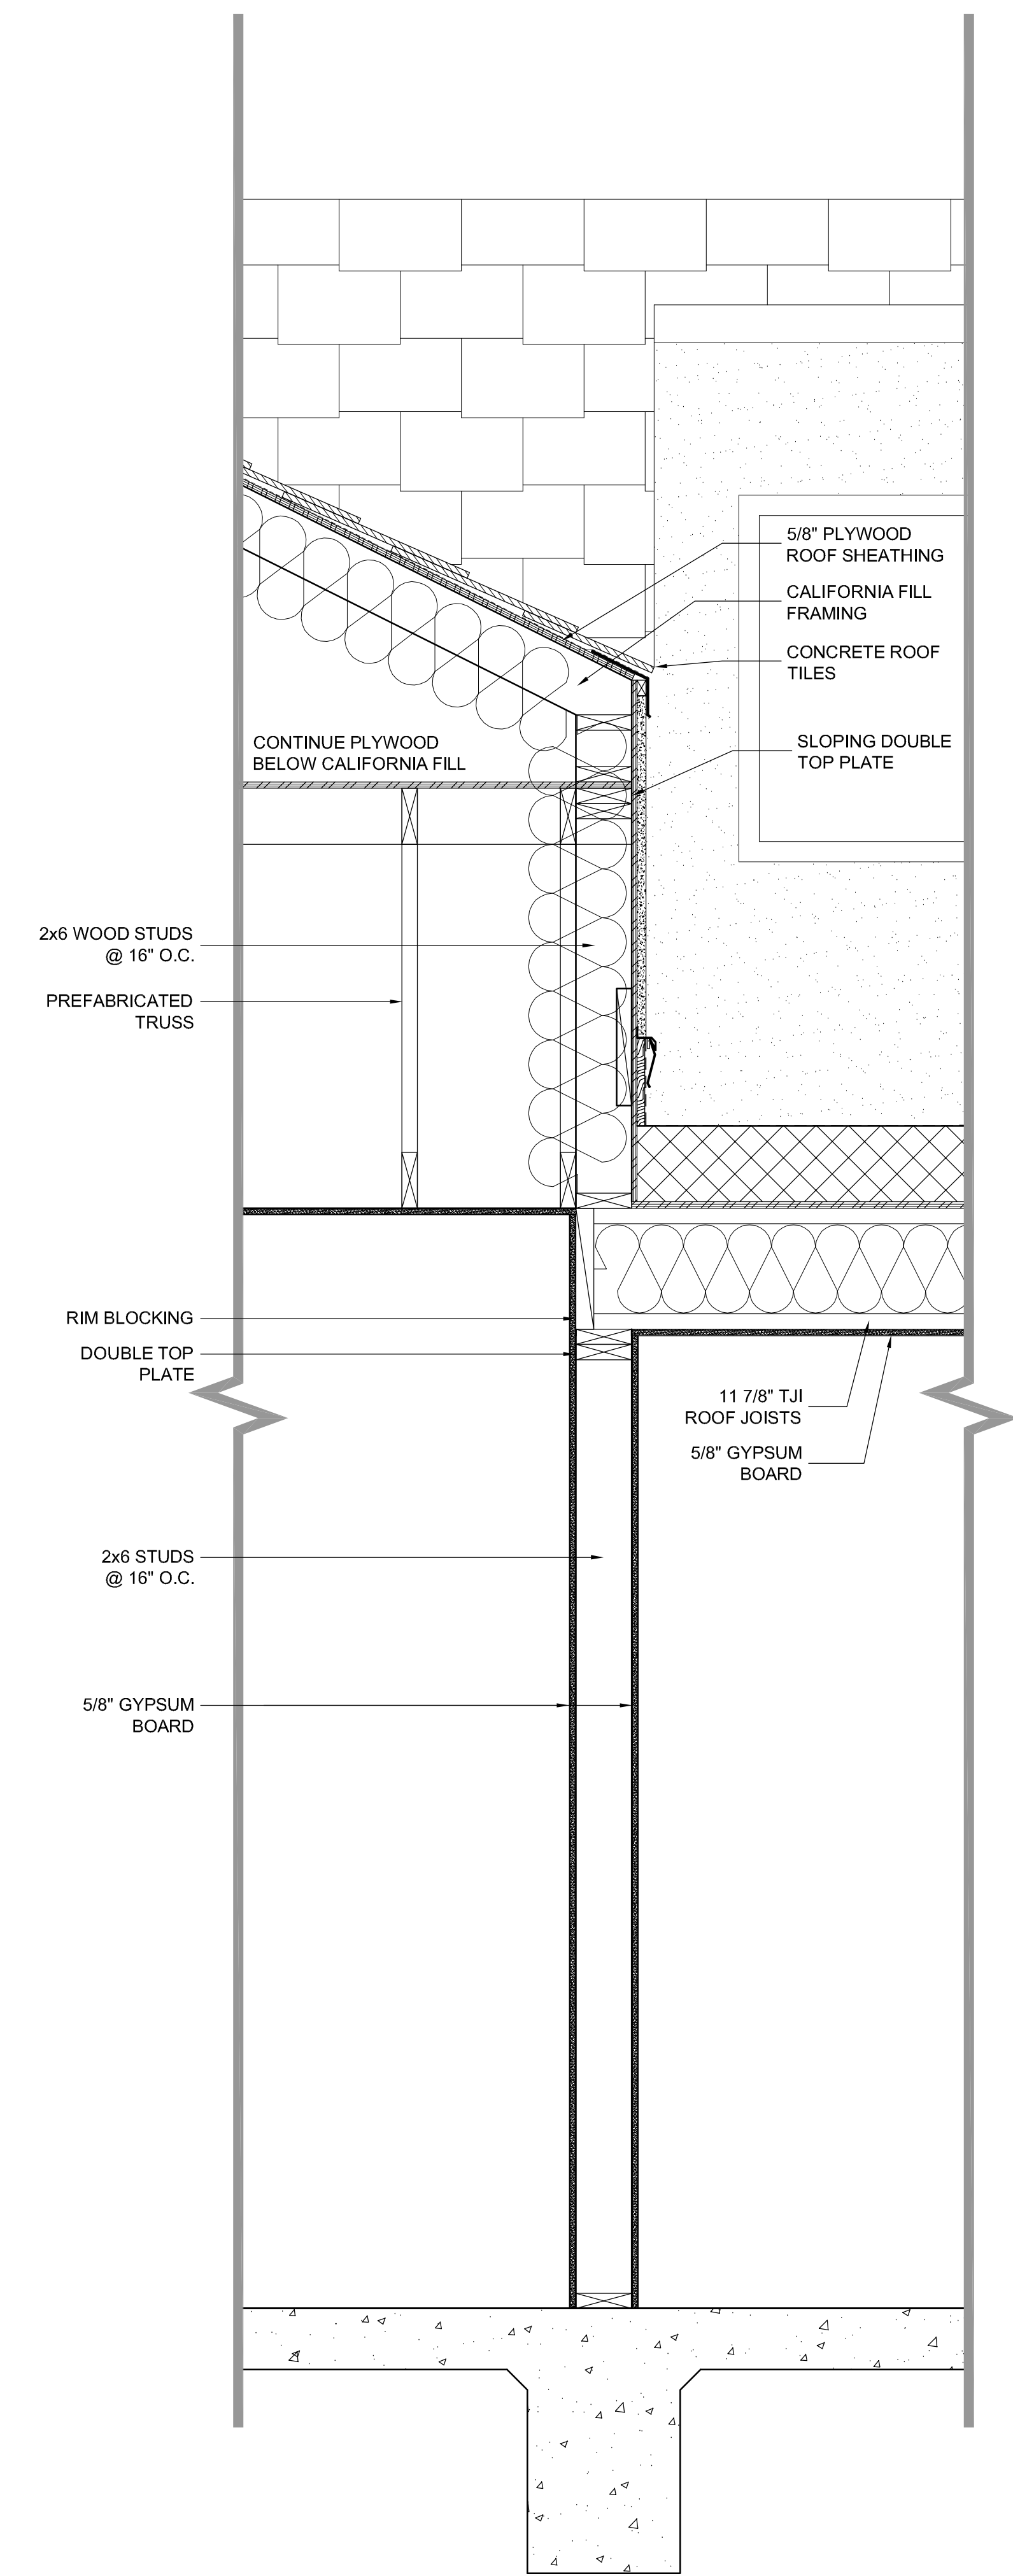 5/8" PLYWOOD
ROOF SHEATHING
CALIFORNIA FILL
FRAMING
CONCRETE ROOF
TILES
CONTINUE PLYWOOD
BELOW CALIFORNIA FILL
SLOPING DOUBLE
TOP PLATE
2x6 WOOD STUDS
@ 16" O.C.
PREFABRICATED
TRUSS
RIM BLOCKING
DOUBLE TOP
PLATE
11 7/8" TJI
ROOF JOISTS
5/8" GYPSUM
BOARD
2x6 STUDS
@ 16" O.C.
5/8" GYPSUM
BOARD